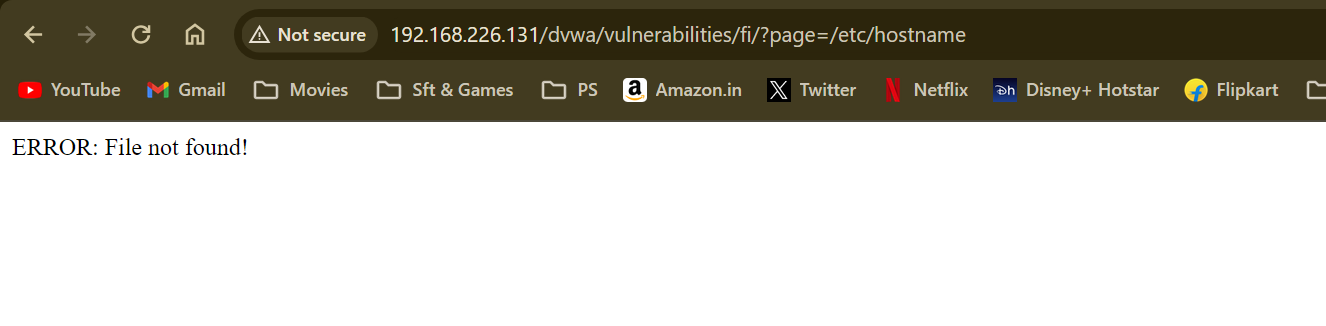 Not secure 192.168.226.131/dvwa/vulnerabilities/fi/?page=/etc/hostname
YouTube Gmail Movies Sft & Games PS a Amazon.in X Twitter N Netflix Dh Disney+ Hotstar f Flipkart
ERROR: File not found!